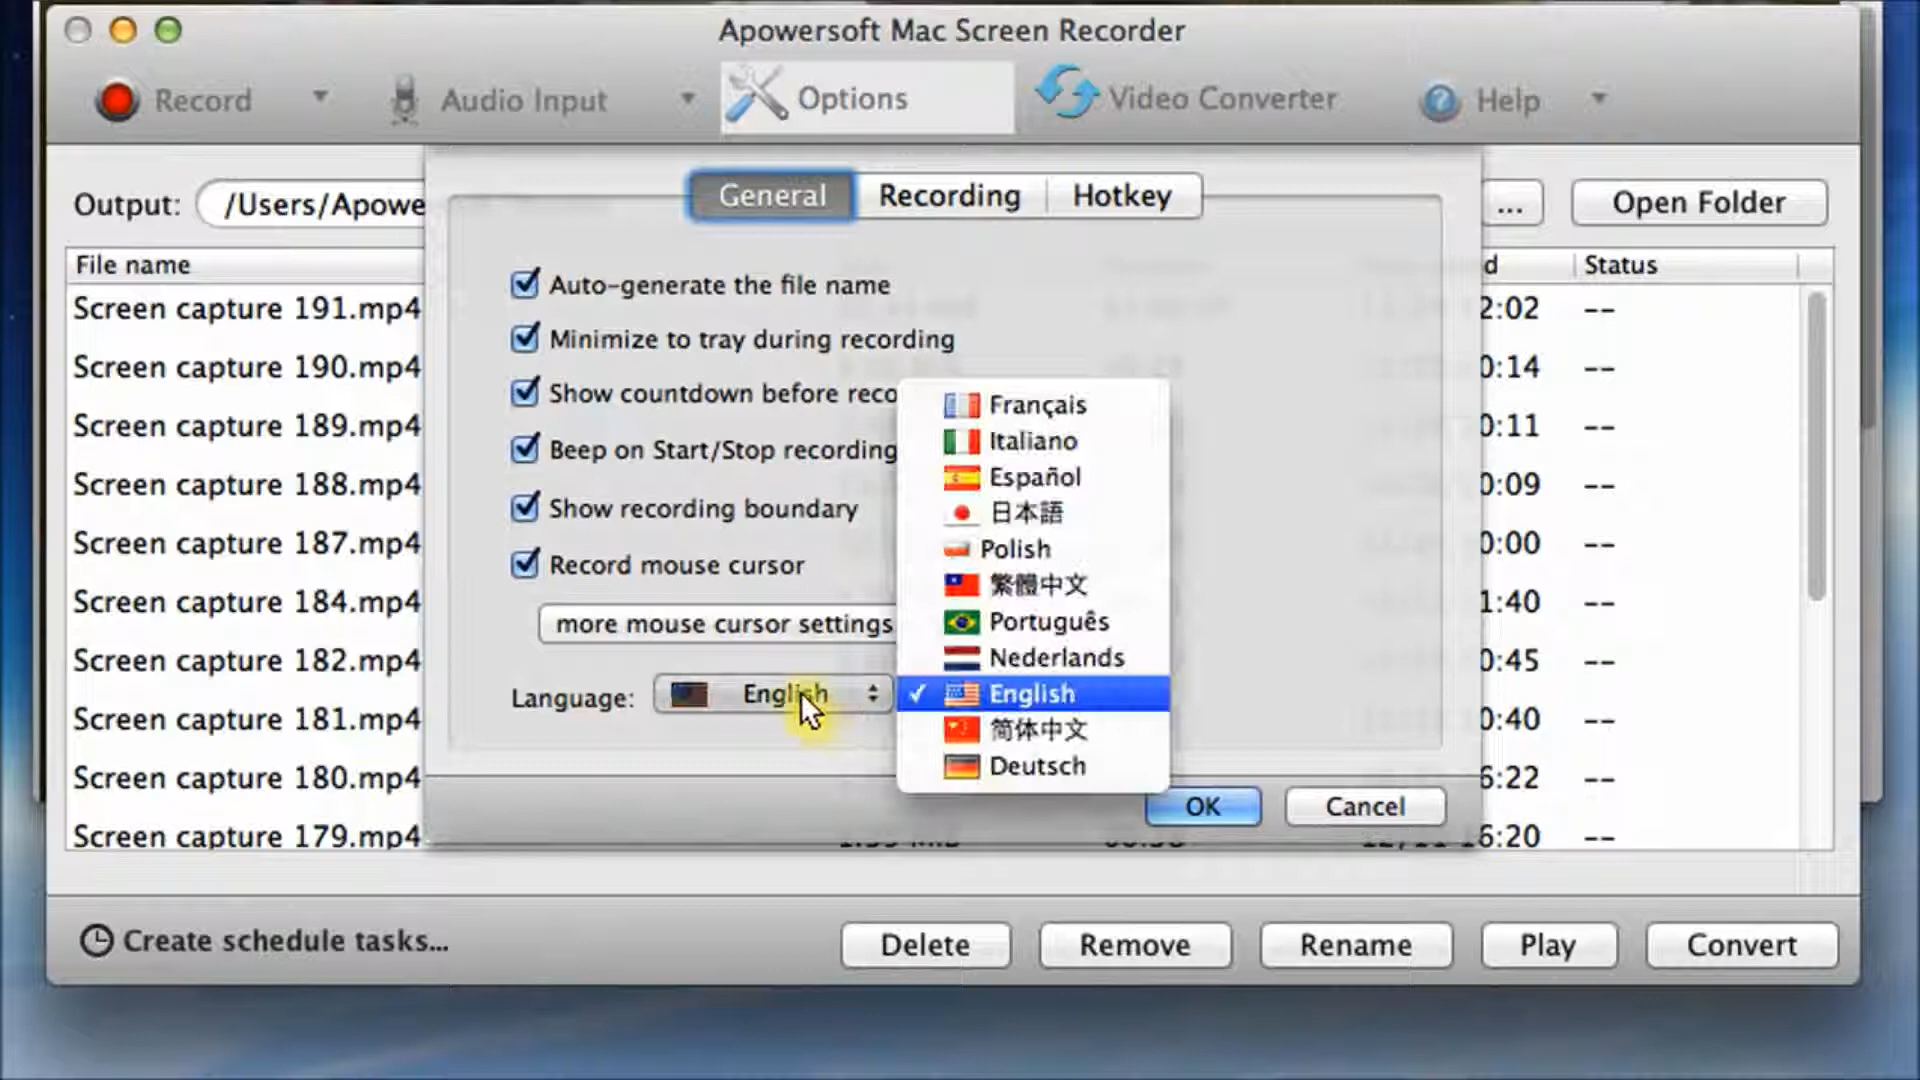 Apowersoft Mac Screen Recorder
Record
Audio Input
Options
Video Converter
Help
General
Recording
Hotkey
Output:
/Users/Apowe
...
Open Folder
File name
d
Status
Auto-generate the file name
Minimize to tray during recording
Show countdown before reco
Beep on Start/Stop recording
Show recording boundary
Record mouse cursor
more mouse cursor settings
Language:
English
Français
Italiano
Español
日本語
Polish
繁體中文
Português
Nederlands
English
简体中文
Deutsch
OK
Cancel
Screen capture 191.mp4
2:02
--
Screen capture 190.mp4
0:14
--
Screen capture 189.mp4
0:11
--
Screen capture 188.mp4
0:09
--
Screen capture 187.mp4
0:00
--
Screen capture 184.mp4
1:40
--
Screen capture 182.mp4
0:45
--
Screen capture 181.mp4
0:40
--
Screen capture 180.mp4
6:22
--
Screen capture 179.mp4
6:20
--
Create schedule tasks...
Delete
Remove
Rename
Play
Convert